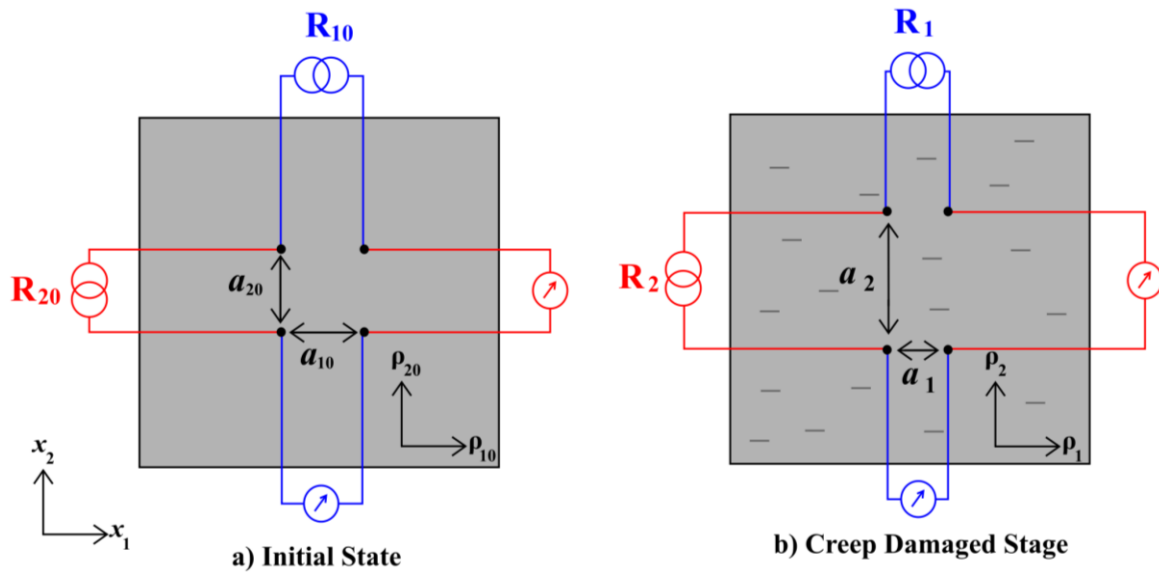 R10
R20
a20
a10
ρ20
ρ10
x2
x1
a) Initial State
R1
R2
a 2
a 1
ρ2
ρ1
b) Creep Damaged Stage